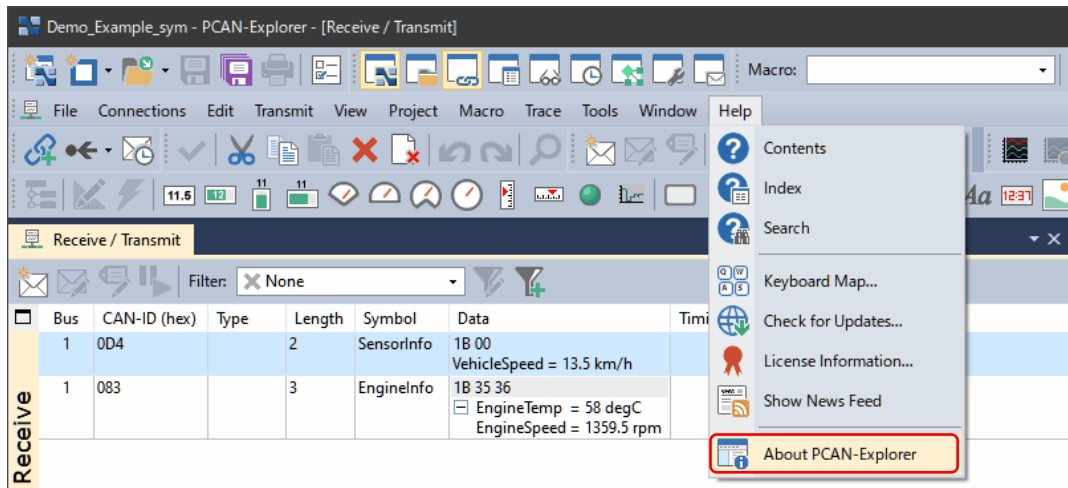 Demo_Example_sym - PCAN-Explorer - [Receive / Transmit]
Macro:
File Connections Edit Transmit View Project Macro Trace Tools Window Help
Contents
Index
Search
Keyboard Map...
Check for Updates...
License Information...
Show News Feed
About PCAN-Explorer
11.5 12 11 11
Aa 12:37
Receive / Transmit
Filter: None
Bus CAN-ID (hex) Type Length Symbol Data Timi
1 0D4 2 SensorInfo 1B 00
VehicleSpeed = 13.5 km/h
1 083 3 EngineInfo 1B 35 36
EngineTemp = 58 degC
EngineSpeed = 1359.5 rpm
Receive